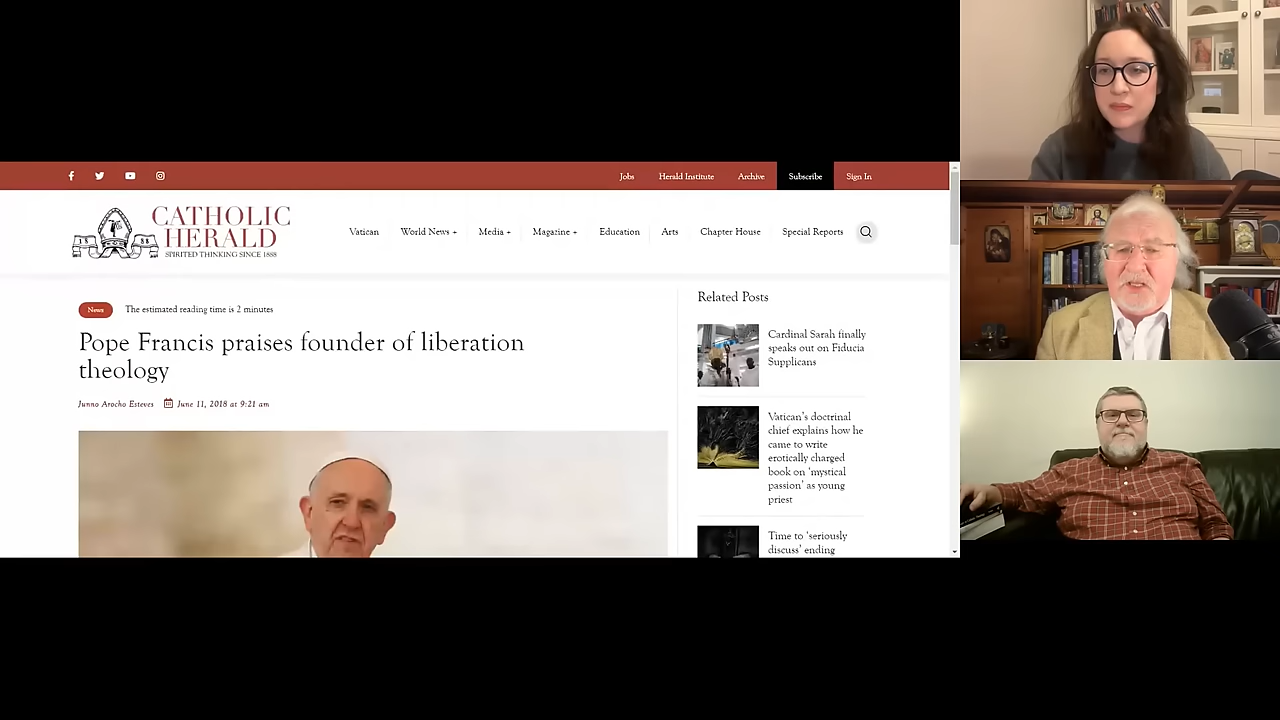 Jobs
Herald Institute
Archive
Subscribe
Sign In
CATHOLIC
HERALD
SPIRITED THINKING SINCE 1888
18 88
Vatican
World News +
Media +
Magazine +
Education
Arts
Chapter House
Special Reports
News
The estimated reading time is 2 minutes
Pope Francis praises founder of liberation
theology
Junno Arocho Esteves
June 11, 2018 at 9:21 am
Related Posts
Cardinal Sarah finally
speaks out on Fiducia
Supplicans
Vatican's doctrinal
chief explains how he
came to write
erotically charged
book on 'mystical
passion' as young
priest
Time to 'seriously
discuss' ending